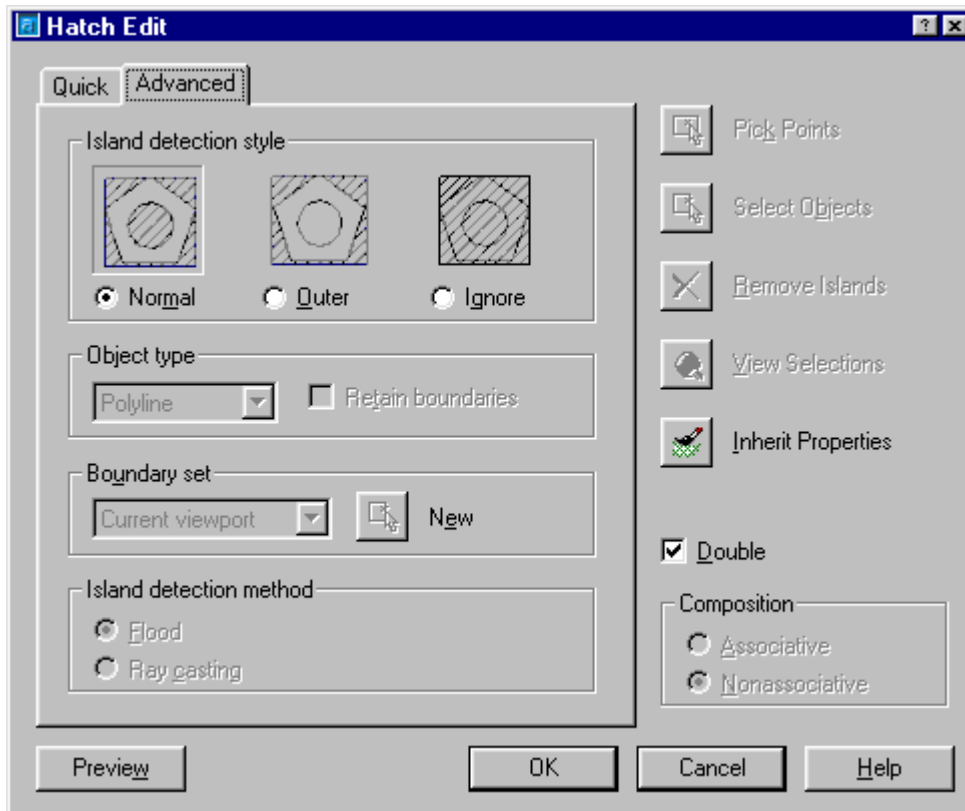 Hatch Edit
Quick
Advanced
Island detection style
Normal
Outer
Ignore
Object type
Polyline
Retain boundaries
Boundary set
Current viewport
New
Island detection method
Flood
Ray casting
Pick Points
Select Objects
Remove Islands
View Selections
Inherit Properties
Double
Composition
Associative
Nonassociative
Preview
OK
Cancel
Help